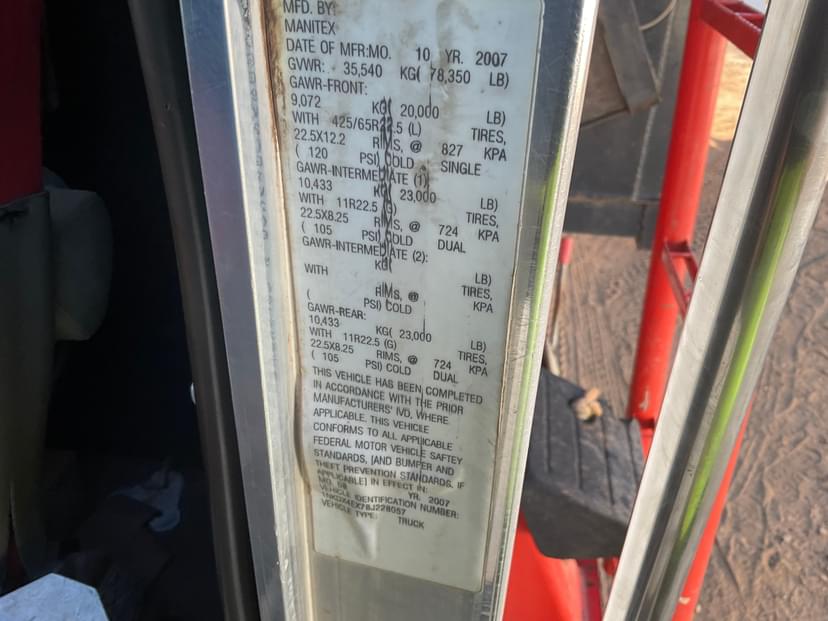 MFD. BY:
MANITEX
DATE OF MFR:MO. 10 YR. 2007
GVWR: 35,540 KG( 78,350 LB)
GAWR-FRONT:
9,072 KG( 20,000 LB)
WITH 425/65R22.5 (L) TIRES,
22.5X12.2 RIMS, @ 827 KPA
( 120 PSI) COLD SINGLE
GAWR-INTERMEDIATE (1)
10,433 KG( 23,000 LB)
WITH 11R22.5 (G) TIRES,
22.5X8.25 RIMS, @ 724 KPA
( 105 PSI) COLD DUAL
GAWR-INTERMEDIATE (2):
KG( LB)
WITH TIRES,
RIMS, @ KPA
( PSI) COLD
GAWR-REAR:
10,433 KG( 23,000 LB)
WITH 11R22.5 (G) TIRES,
22.5X8.25 RIMS, @ 724 KPA
( 105 PSI) COLD DUAL
THIS VEHICLE HAS BEEN COMPLETED
IN ACCORDANCE WITH THE PRIOR
MANUFACTURERS' IVD, WHERE
APPLICABLE. THIS VEHICLE
CONFORMS TO ALL APPLICABLE
FEDERAL MOTOR VEHICLE SAFTEY
STANDARDS, [AND BUMPER AND
THEFT PREVENTION STANDARDS, IF
APPLICABLE] IN EFFECT IN:
MO. 08 YR. 2007
VEHICLE IDENTIFICATION NUMBER:
VEHICLE TYPE: TRUCK